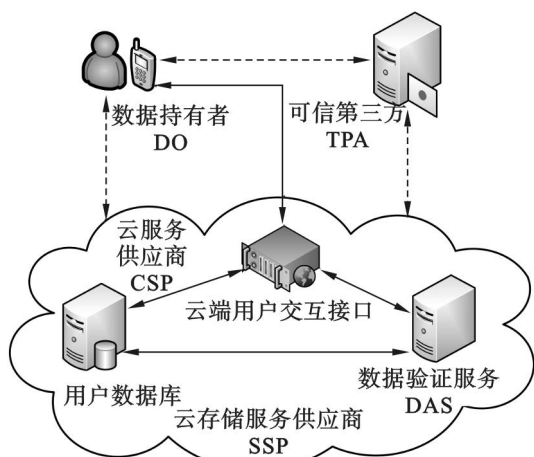 数据持有者
DO
可信第三方
TPA
云服务
供应商
CSP
云端用户交互接口
用户数据库
数据验证服务
DAS
云存储服务供应商
SSP